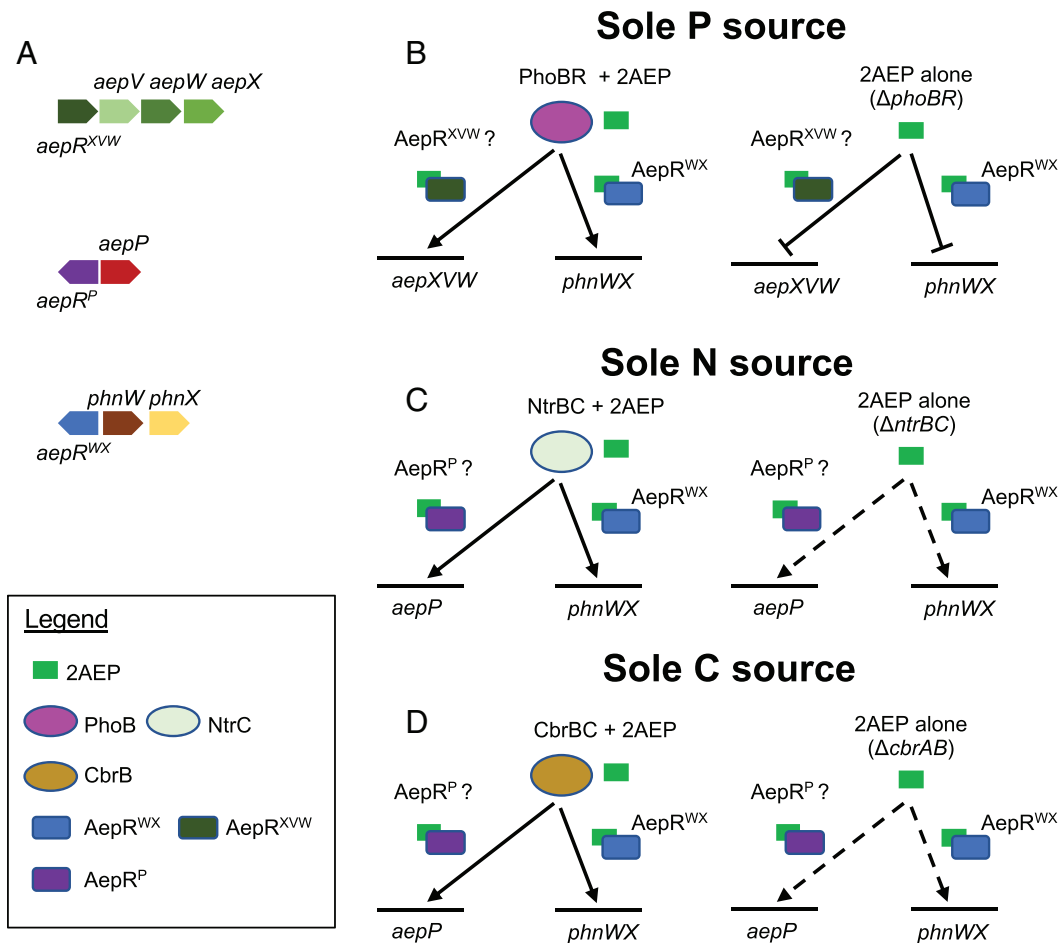 A
aepV aepW aepX
aepR^XVW
aepP
aepR^P
phnW phnX
aepR^WX
Legend
2AEP
PhoB NtrC
CbrB
AepR^WX AepR^XVW
AepR^P
Sole P source
B
PhoBR + 2AEP
AepR^XVW ?
AepR^WX
aepXVW phnWX
2AEP alone
(ΔphoBR)
AepR^XVW ?
AepR^WX
aepXVW phnWX
Sole N source
C
NtrBC + 2AEP
AepR^P ?
AepR^WX
aepP phnWX
2AEP alone
(ΔntrBC)
AepR^P ?
AepR^WX
aepP phnWX
Sole C source
D
CbrBC + 2AEP
AepR^P ?
AepR^WX
aepP phnWX
2AEP alone
(ΔcbrAB)
AepR^P ?
AepR^WX
aepP phnWX